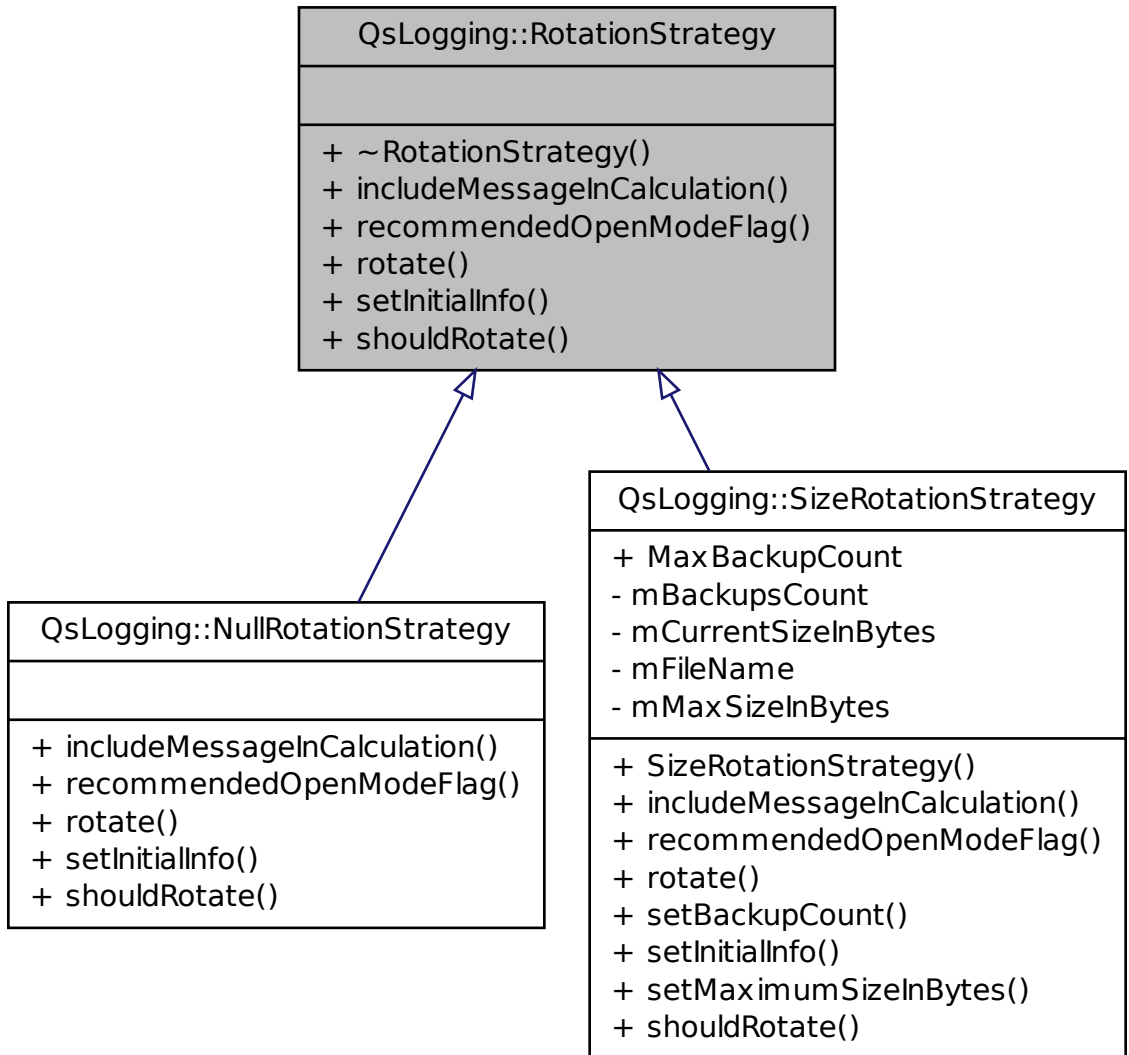 QsLogging::RotationStrategy
+ ~RotationStrategy()
+ includeMessageInCalculation()
+ recommendedOpenModeFlag()
+ rotate()
+ setInitialInfo()
+ shouldRotate()
QsLogging::NullRotationStrategy
+ includeMessageInCalculation()
+ recommendedOpenModeFlag()
+ rotate()
+ setInitialInfo()
+ shouldRotate()
QsLogging::SizeRotationStrategy
+ MaxBackupCount
- mBackupsCount
- mCurrentSizeInBytes
- mFileName
- mMaxSizeInBytes
+ SizeRotationStrategy()
+ includeMessageInCalculation()
+ recommendedOpenModeFlag()
+ rotate()
+ setBackupCount()
+ setInitialInfo()
+ setMaximumSizeInBytes()
+ shouldRotate()